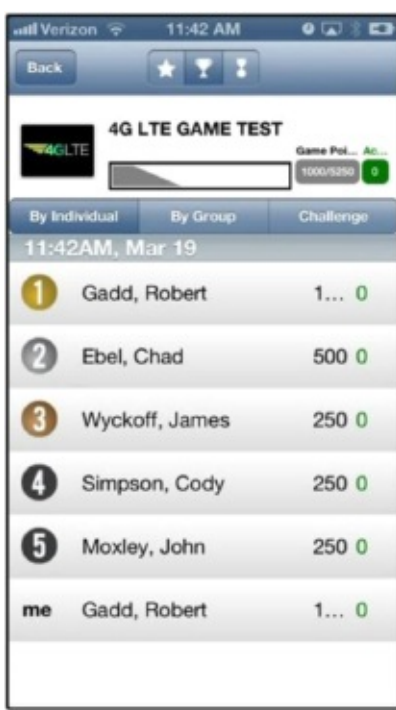 Verizon 11:42 AM
Back
4G LTE GAME TEST
4GLTE
Game Poi... Ac...
1000/5250 0
By Individual By Group Challenge
11:42AM, Mar 19
1 Gadd, Robert 1... 0
2 Ebel, Chad 500 0
3 Wyckoff, James 250 0
4 Simpson, Cody 250 0
5 Moxley, John 250 0
me Gadd, Robert 1... 0